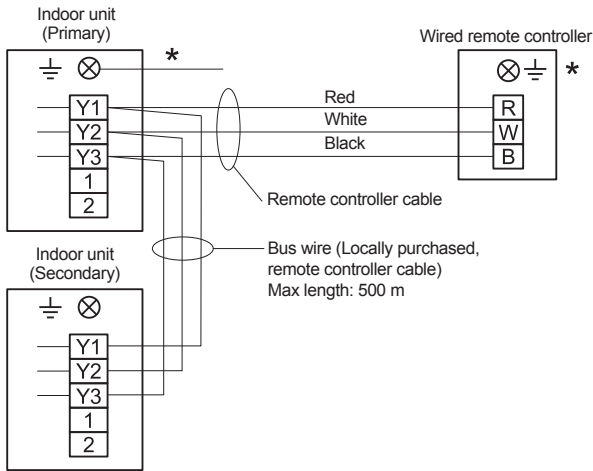 Indoor unit
(Primary)
*
Y1
Y2
Y3
1
2
Wired remote controller
*
R
W
B
Red
White
Black
Remote controller cable
Bus wire (Locally purchased,
remote controller cable)
Max length: 500 m
Indoor unit
(Secondary)
Y1
Y2
Y3
1
2